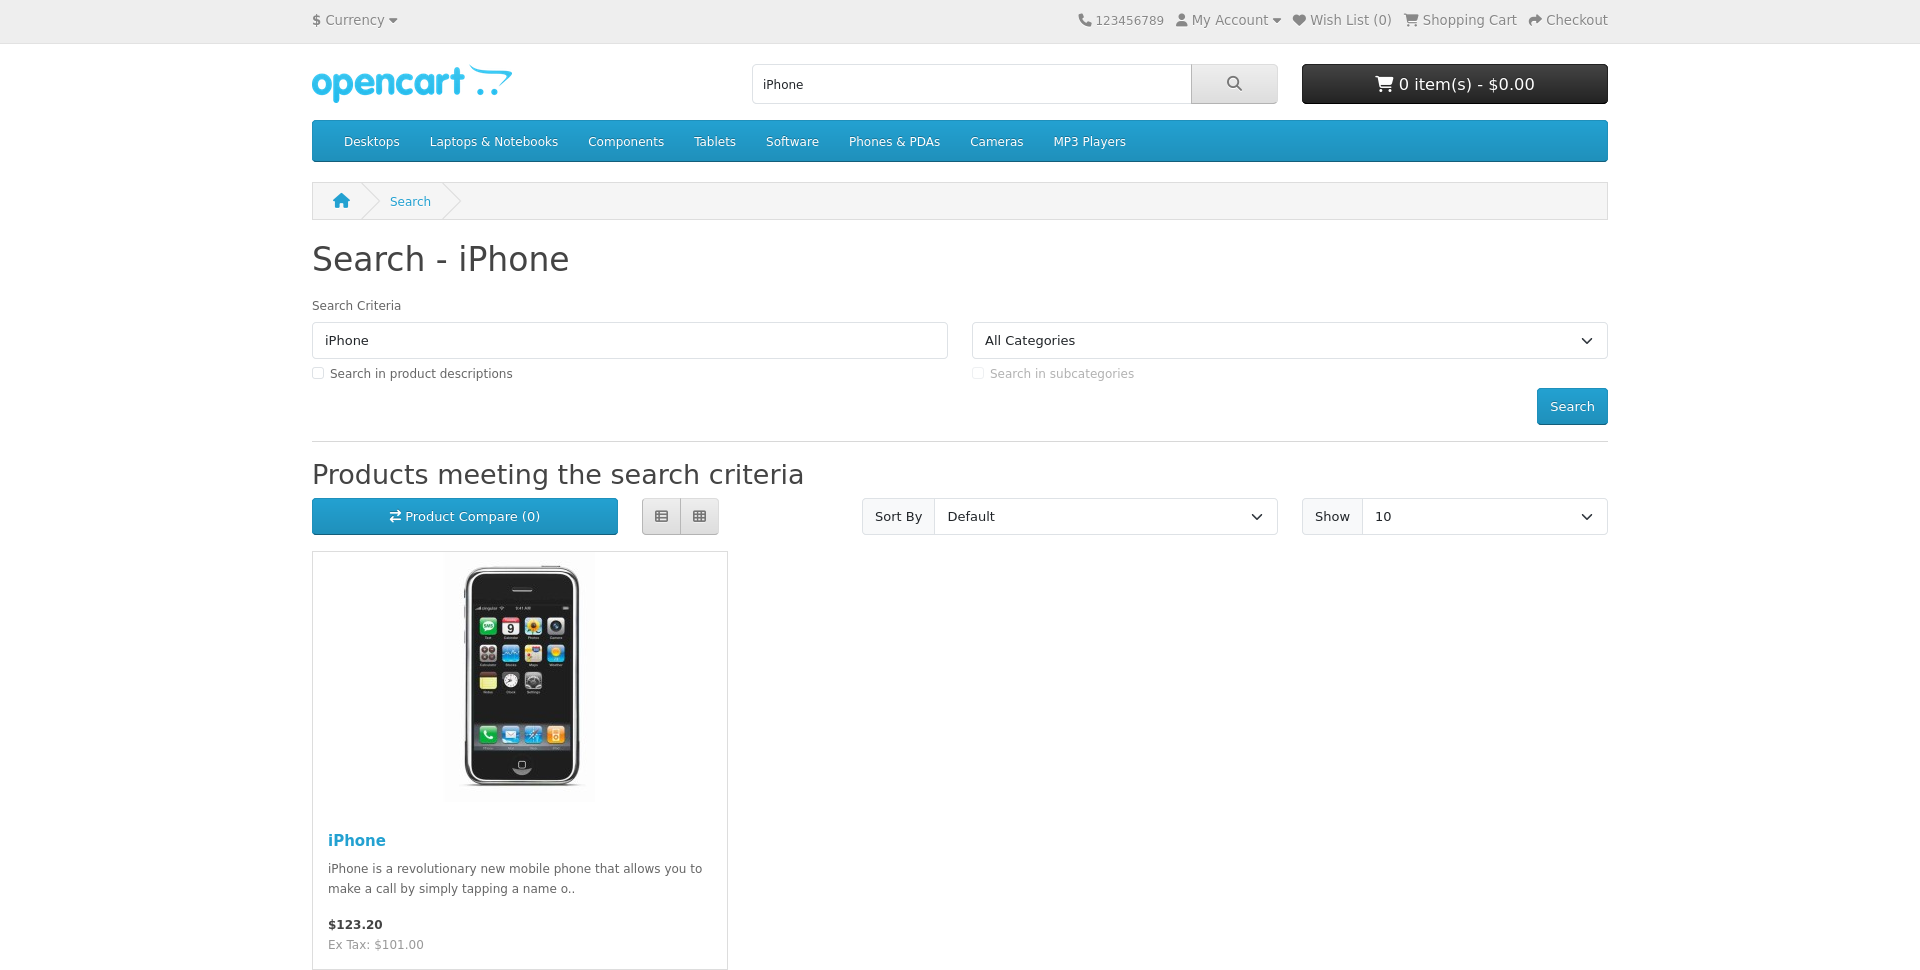 $ Currency
123456789 My Account Wish List (0) Shopping Cart Checkout
opencart
iPhone
0 item(s) - $0.00
Desktops Laptops & Notebooks Components Tablets Software Phones & PDAs Cameras MP3 Players
Search
Search - iPhone
Search Criteria
iPhone
All Categories
Search in product descriptions
Search in subcategories
Search
Products meeting the search criteria
Product Compare (0)
Sort By Default
Show 10
iPhone
iPhone is a revolutionary new mobile phone that allows you to
make a call by simply tapping a name o..
$123.20
Ex Tax: $101.00